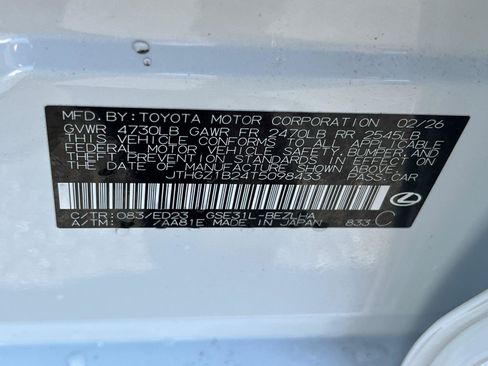 MFD. BY: TOYOTA MOTOR CORPORATION 02/26
GVWR 4730LB GAWR FR 2470LB RR 2545LB
THIS VEHICLE CONFORMS TO ALL APPLICABLE
FEDERAL MOTOR VEHICLE SAFETY, BUMPER, AND
THEFT PREVENTION STANDARDS IN EFFECT ON
THE DATE OF MANUFACTURE SHOWN ABOVE.
JTHGZ1B24T5098433 PASS CAR
C/TR: 083/ED23 GSE31L-BEZLHA
A/TM: /AA81E MADE IN JAPAN 833 C